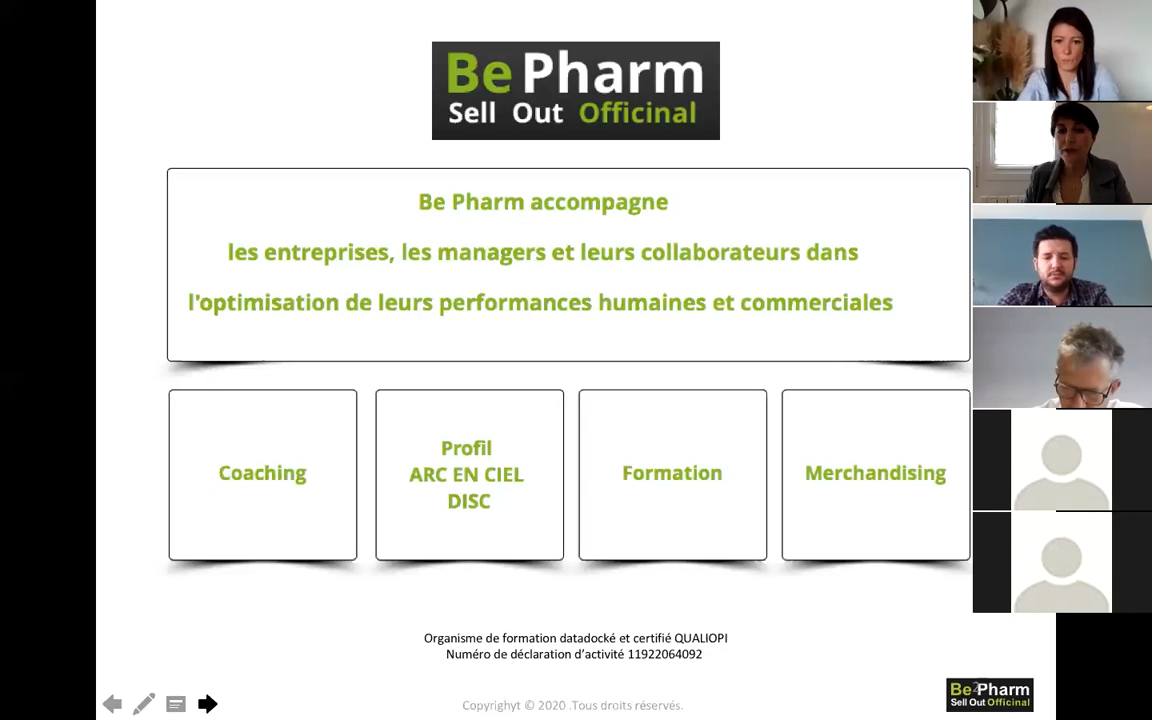 Be Pharm
Sell Out Officinal
Be Pharm accompagne
les entreprises, les managers et leurs collaborateurs dans
l'optimisation de leurs performances humaines et commerciales
Coaching
Profil
ARC EN CIEL
DISC
Formation
Merchandising
Organisme de formation datadocké et certifié QUALIOPI
Numéro de déclaration d'activité 11922064092
Copyrighyt © 2020 .Tous droits réservés.
Be2Pharm
Sell Out Officinal